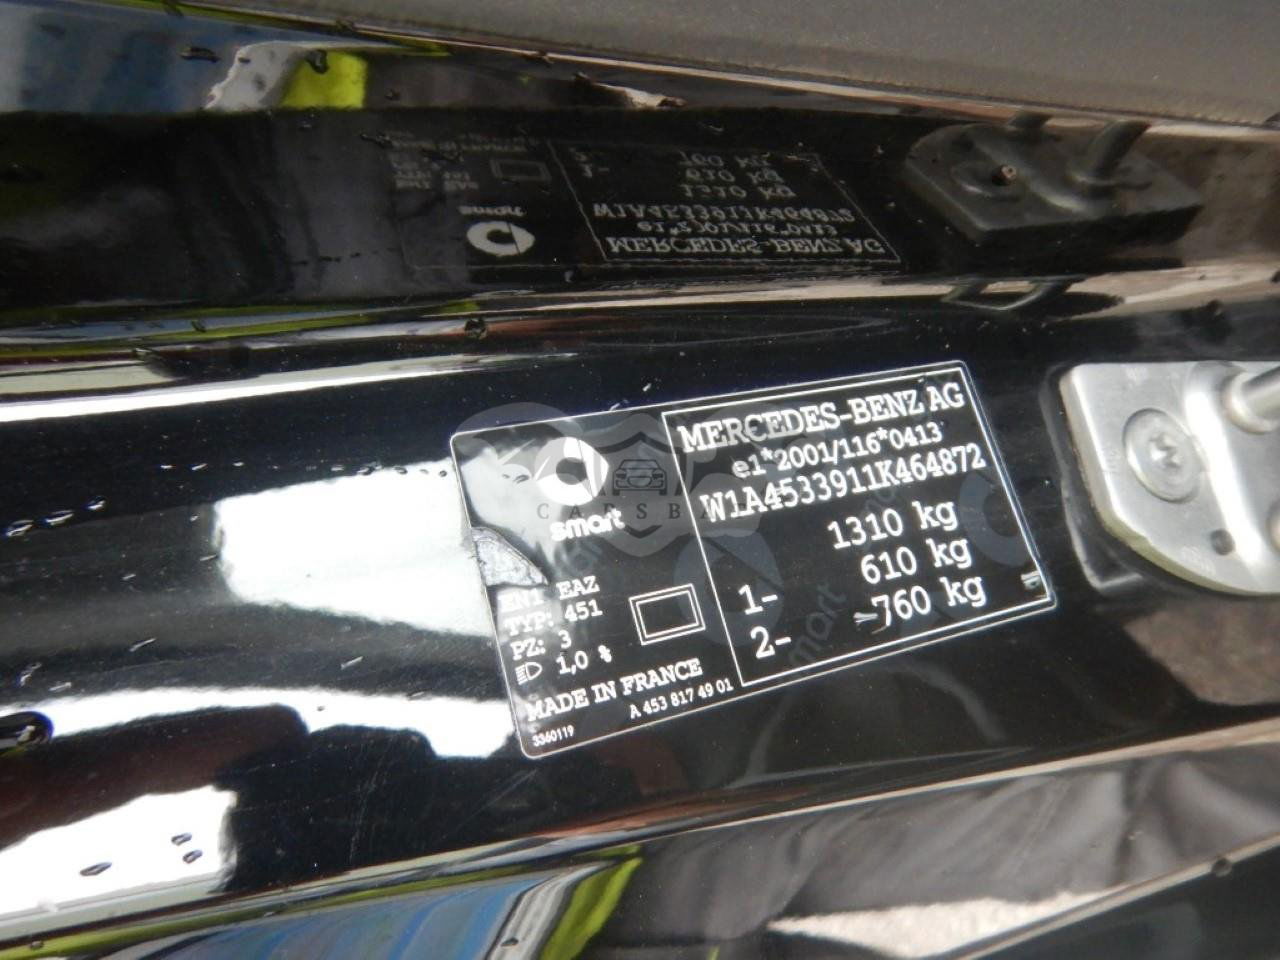 MERCEDES-BENZ AG
e1*2001/116*0413
W1A4533911K464872
1310 kg
1- 610 kg
2- 760 kg
smart
EN1 EAZ
TYP: 451
PZ: 3
1,0 %
MADE IN FRANCE
A 453 817 49 01
3360119